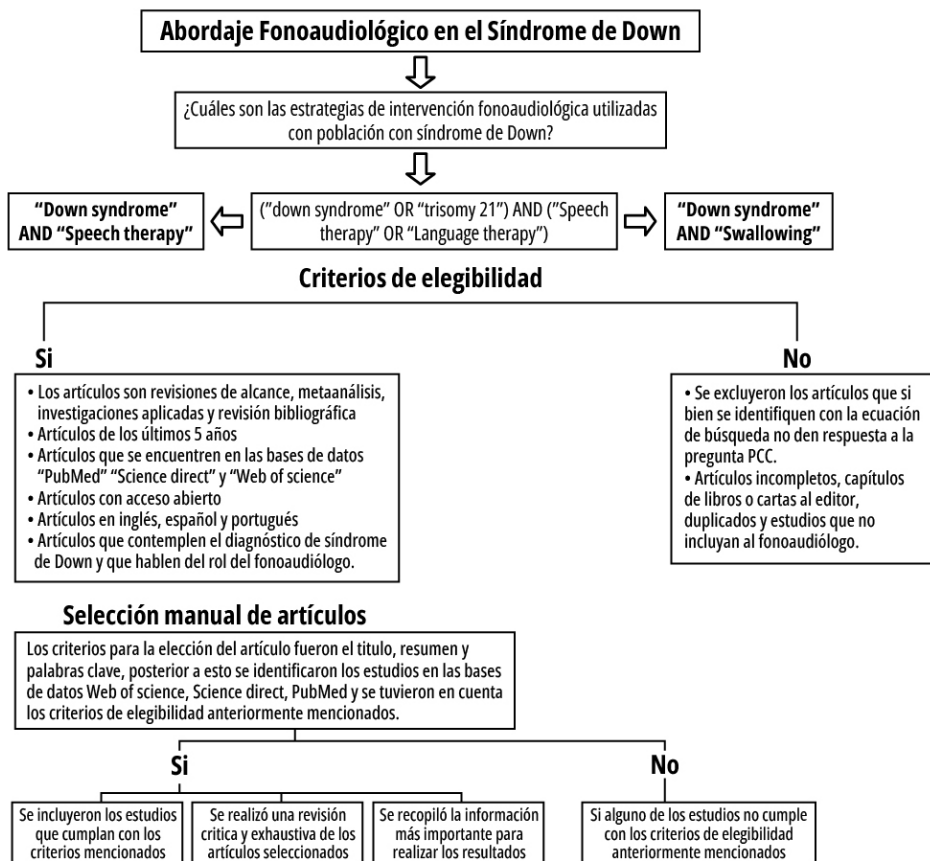 Abordaje Fonoaudiológico en el Síndrome de Down
¿Cuáles son las estrategias de intervención fonoaudiológica utilizadas
con población con síndrome de Down?
“Down syndrome”
AND “Speech therapy”
(”down syndrome” OR “trisomy 21”) AND (”Speech
therapy” OR “Language therapy”)
“Down syndrome”
AND “Swallowing”
Criterios de elegibilidad
Si
• Los artículos son revisiones de alcance, metaanálisis,
investigaciones aplicadas y revisión bibliográfica
• Artículos de los últimos 5 años
• Artículos que se encuentren en las bases de datos
“PubMed” “Science direct” y “Web of science”
• Artículos con acceso abierto
• Artículos en inglés, español y portugués
• Artículos que contemplen el diagnóstico de síndrome
de Down y que hablen del rol del fonoaudiólogo.
No
• Se excluyeron los artículos que si
bien se identifiquen con la ecuación
de búsqueda no den respuesta a la
pregunta PCC.
• Artículos incompletos, capítulos
de libros o cartas al editor,
duplicados y estudios que no
incluyan al fonoaudiólogo.
Selección manual de artículos
Los criterios para la elección del artículo fueron el titulo, resumen y
palabras clave, posterior a esto se identificaron los estudios en las bases
de datos Web of science, Science direct, PubMed y se tuvieron en cuenta
los criterios de elegibilidad anteriormente mencionados.
Si
Se incluyeron los estudios
que cumplan con los
criterios mencionados
Se realizó una revisión
critica y exhaustiva de los
artículos seleccionados
Se recopiló la información
más importante para
realizar los resultados
No
Si alguno de los estudios no cumple
con los criterios de elegibilidad
anteriormente mencionados